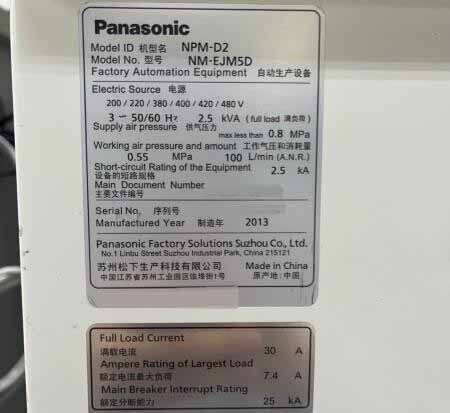 Panasonic
Model ID 机型名 NPM-D2
Model No. 型号 NM-EJM5D
Factory Automation Equipment 自动生产设备
Electric Source 电源
200 / 220 / 380 / 400 / 420 / 480 V
3 ~ 50/60 Hz 2.5 kVA (full load 满负荷)
Supply air pressure 供气压力 max less than 0.8 MPa
Working air pressure and amount 工作气压和消耗量
0.55 MPa 100 L/min (A.N.R.)
Short-circuit Rating of the Equipment 2.5 kA
设备的短路规格
Main Document Number
主要文件编号
Serial No. 序列号
Manufactured Year 制造年 2013
Panasonic Factory Solutions Suzhou Co., Ltd.
No.1 Linbu Street Suzhou Industrial Park, China 215121
苏州松下生产科技有限公司 Made in China
中国江苏省苏州工业园区临埠街1号 原产地: 中国
Full Load Current
满载电流 30 A
Ampere Rating of Largest Load
额定电流最大负荷 7.4 A
Main Breaker Interrupt Rating
额定分断能力 25 kA